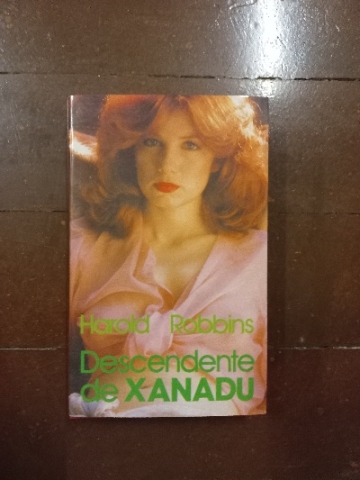 Harold Robbins
Descendente
de XANADU